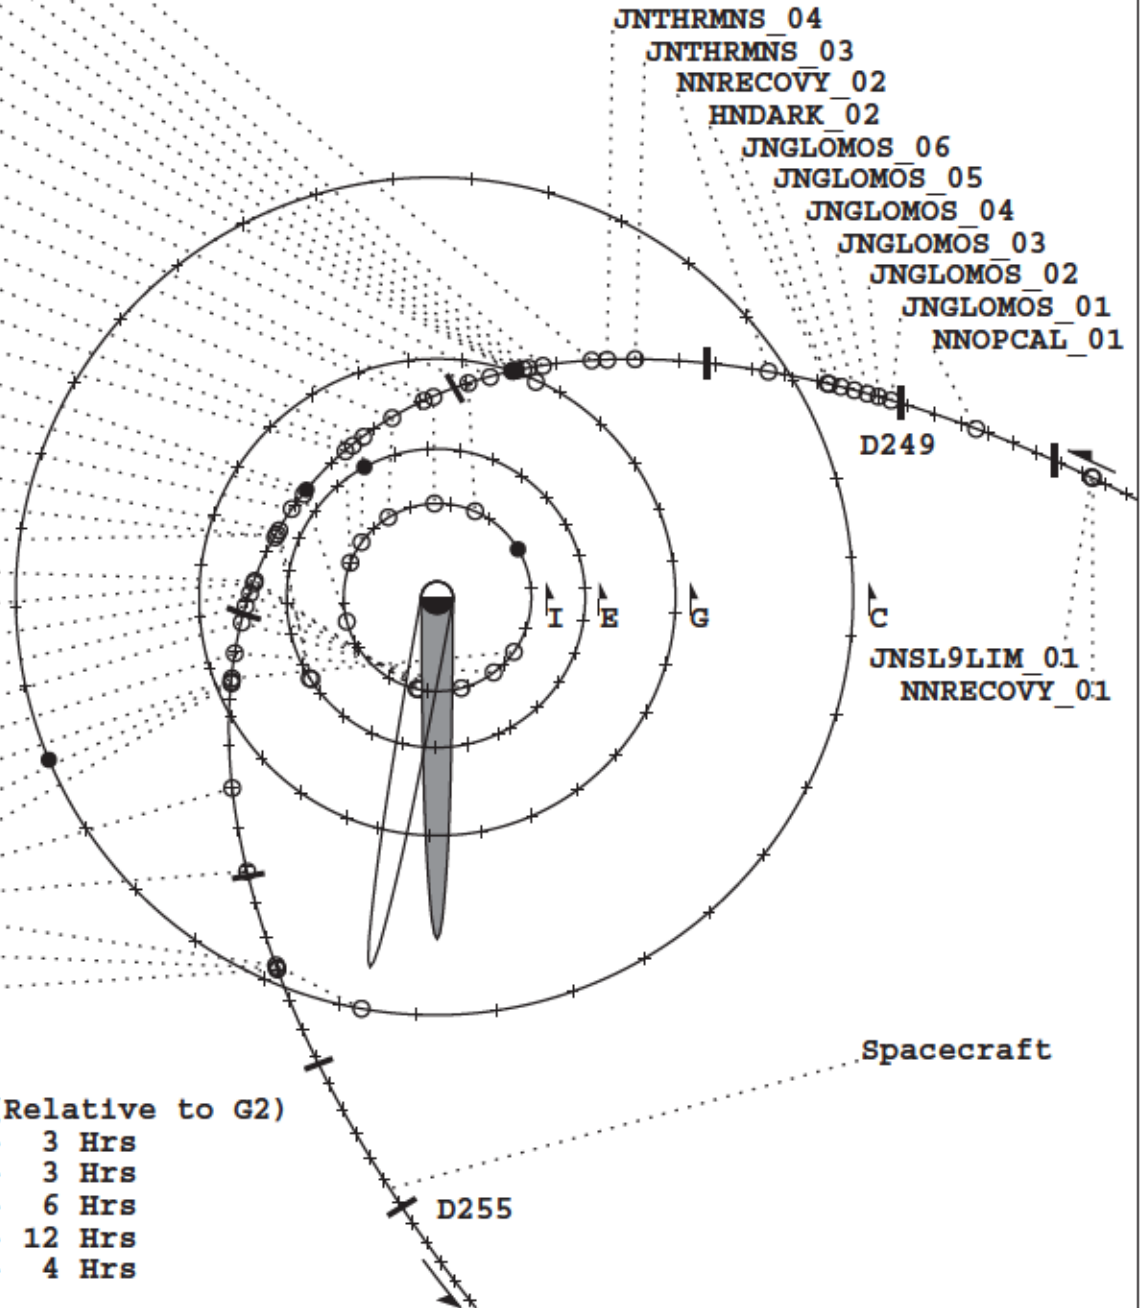 JNTHRMNS_04
JNTHRMNS_03
NNRECOVY_02
HNDARK_02
JNGLOMOS_06
JNGLOMOS_05
JNGLOMOS_04
JNGLOMOS_03
JNGLOMOS_02
JNGLOMOS_01
NNOPCAL_01
D249
I E G C
JNSL9LIM_01
NNRECOVY_01
Spacecraft
(Relative to G2)
3 Hrs
3 Hrs
6 Hrs
12 Hrs
4 Hrs
D255